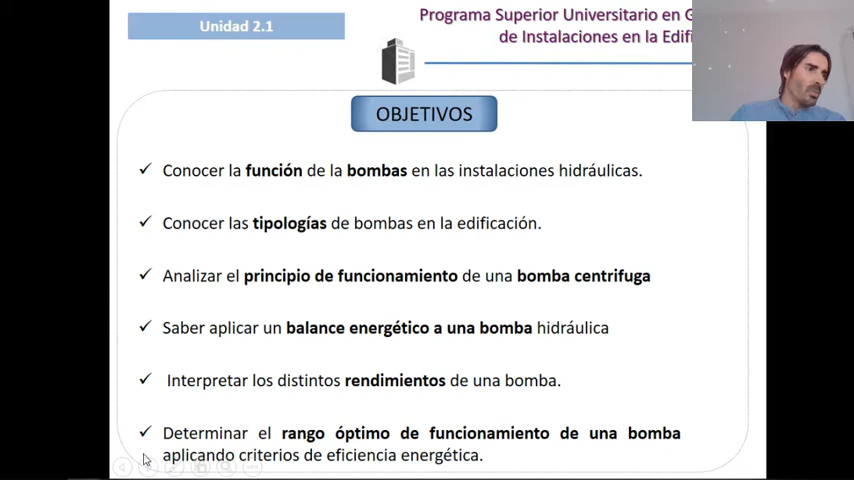 Unidad 2.1
Programa Superior Universitario en
de Instalaciones en la
OBJETIVOS
✓ Conocer la función de la bombas en las instalaciones hidráulicas.
✓ Conocer las tipologías de bombas en la edificación.
✓ Analizar el principio de funcionamiento de una bomba centrifuga
✓ Saber aplicar un balance energético a una bomba hidráulica
✓ Interpretar los distintos rendimientos de una bomba.
✓ Determinar el rango óptimo de funcionamiento de una bomba
aplicando criterios de eficiencia energética.